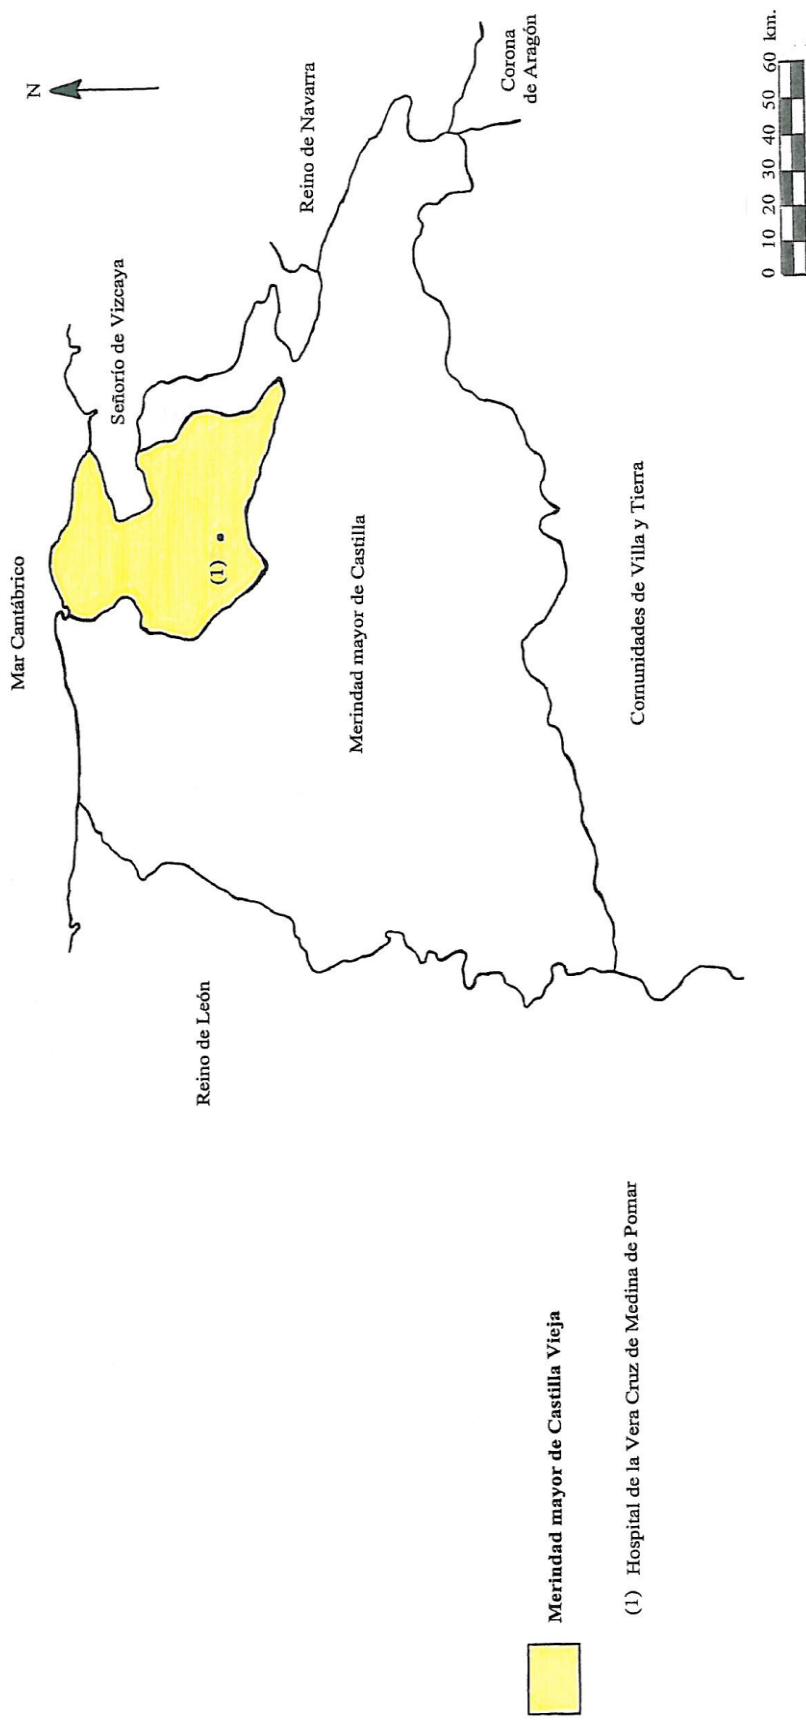 N
Mar Cantábrico
Señorio de Vizcaya
Reino de Navarra
Corona
de Aragón
Reino de León
(1)
Merindad mayor de Castilla
Comunidades de Villa y Tierra
0 10 20 30 40 50 60 km.
Merindad mayor de Castilla Vieja
(1) Hospital de la Vera Cruz de Medina de Pomar